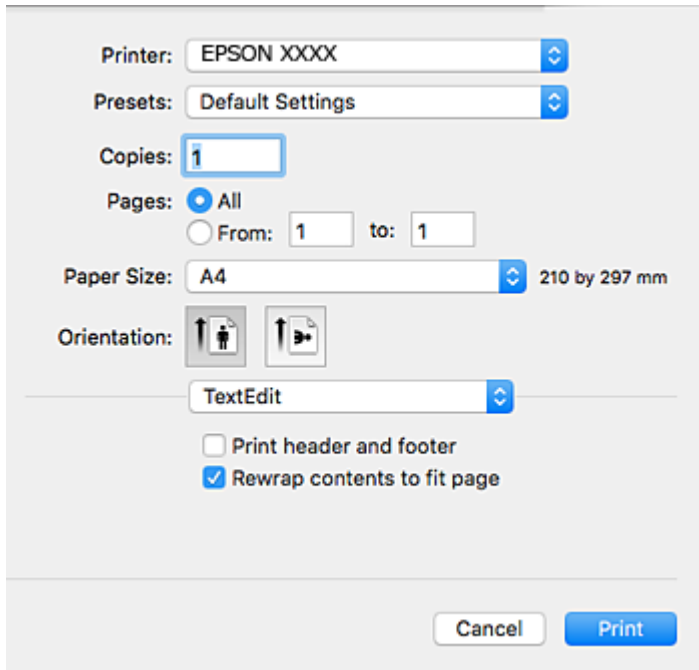 Printer: EPSON XXXX
Presets: Default Settings
Copies: 1
Pages: All
From: 1 to: 1
Paper Size: A4 210 by 297 mm
Orientation:
TextEdit
Print header and footer
Rewrap contents to fit page
Cancel Print